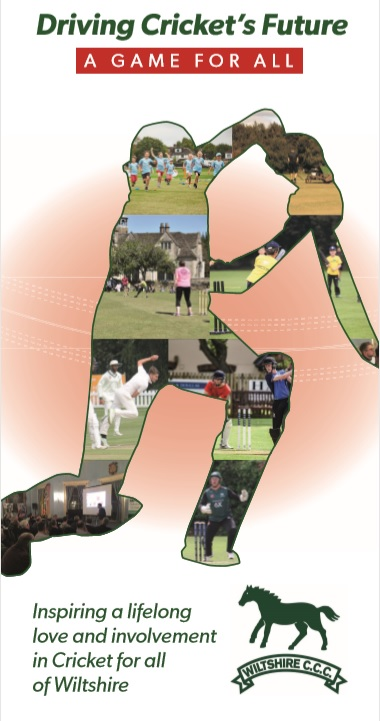 Driving Cricket's Future
A GAME FOR ALL
Inspiring a lifelong
love and involvement
in Cricket for all
of Wiltshire
WILTSHIRE C.C.C.